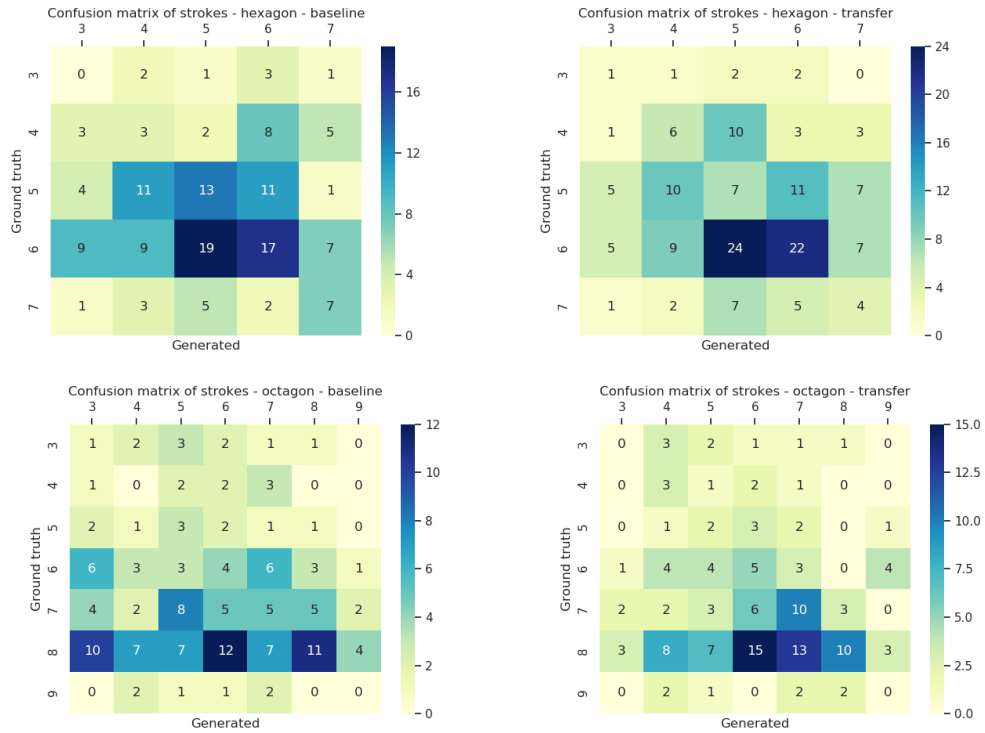 Confusion matrix of strokes - hexagon - baseline
3 4 5 6 7
3 0 2 1 3 1
4 3 3 2 8 5
5 4 11 13 11 1
6 9 9 19 17 7
7 1 3 5 2 7
Ground truth
Generated
16
12
8
4
0
Confusion matrix of strokes - hexagon - transfer
3 4 5 6 7
3 1 1 2 2 0
4 1 6 10 3 3
5 5 10 7 11 7
6 5 9 24 22 7
7 1 2 7 5 4
Ground truth
Generated
24
20
16
12
8
4
0
Confusion matrix of strokes - octagon - baseline
3 4 5 6 7 8 9
3 1 2 3 2 1 1 0
4 1 0 2 2 3 0 0
5 2 1 3 2 1 1 0
6 6 3 3 4 6 3 1
7 4 2 8 5 5 5 2
8 10 7 7 12 7 11 4
9 0 2 1 1 2 0 0
Ground truth
Generated
12
10
8
6
4
2
0
Confusion matrix of strokes - octagon - transfer
3 4 5 6 7 8 9
3 0 3 2 1 1 1 0
4 0 3 1 2 1 0 0
5 0 1 2 3 2 0 1
6 1 4 4 5 3 0 4
7 2 2 3 6 10 3 0
8 3 8 7 15 13 10 3
9 0 2 1 0 2 2 0
Ground truth
Generated
15.0
12.5
10.0
7.5
5.0
2.5
0.0